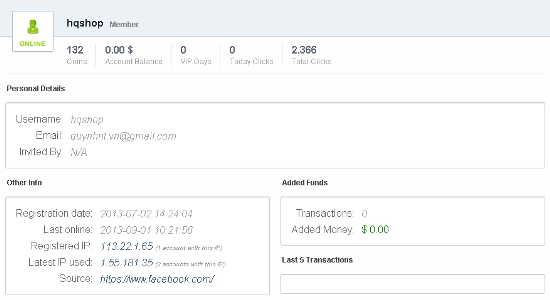 hqshop Member
ONLINE
132 0.00 $ 0 0 2,366
Coins Account Balance VIP Days Today Clicks Total Clicks
Personal Details
Username: hqshop
Email: quynhnt.vn@gmail.com
Invited By: N/A
Other Info
Registration date: 2013-07-02 14:24:04
Last online: 2013-09-01 10:21:56
Registered IP: 113.22.1.65 (1 account with this IP)
Latest IP used: 1.55.181.35 (2 accounts with this IP)
Source: https://www.facebook.com/
Added Funds
Transactions: 0
Added Money: $ 0.00
Last 5 Transactions